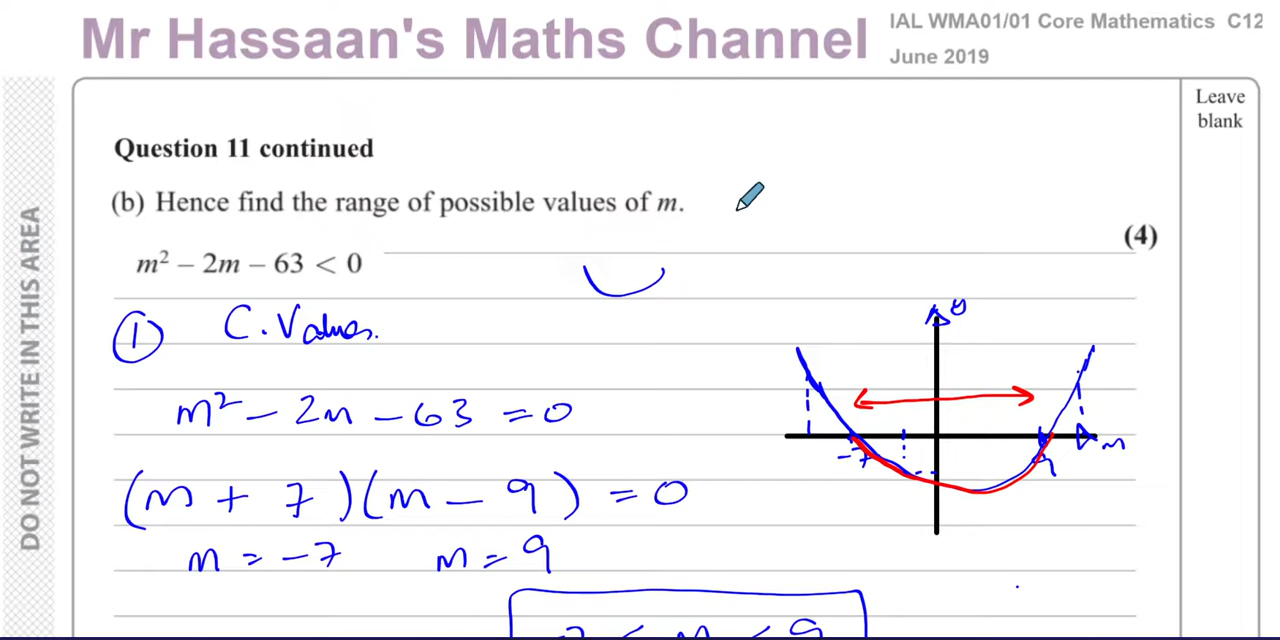 Mr Hassaan's Maths Channel
IAL WMA01/01 Core Mathematics C12
June 2019
Leave
blank
DO NOT WRITE IN THIS AREA
Question 11 continued
(b) Hence find the range of possible values of m.
(4)
m² – 2m – 63 < 0
① C. Values.
m² – 2m – 63 = 0
(m + 7)(m – 9) = 0
m = –7 m = 9
–7 9 m
< m < 9